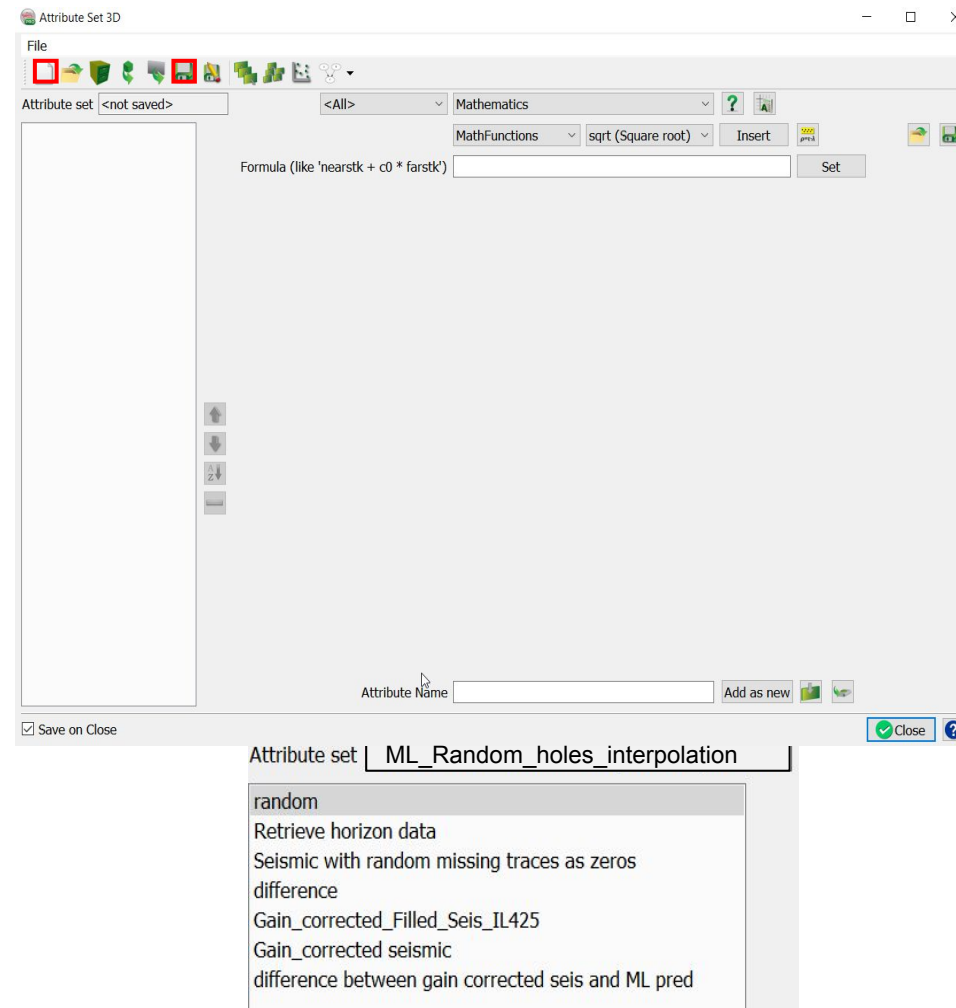 Attribute Set 3D
File
Attribute set <not saved> <All> Mathematics
MathFunctions sqrt (Square root) Insert
Formula (like 'nearstk + c0 * farstk') Set
Attribute Name Add as new
Save on Close Close
Attribute set ML_Random_holes_interpolation
random
Retrieve horizon data
Seismic with random missing traces as zeros
difference
Gain_corrected_Filled_Seis_IL425
Gain_corrected seismic
difference between gain corrected seis and ML pred